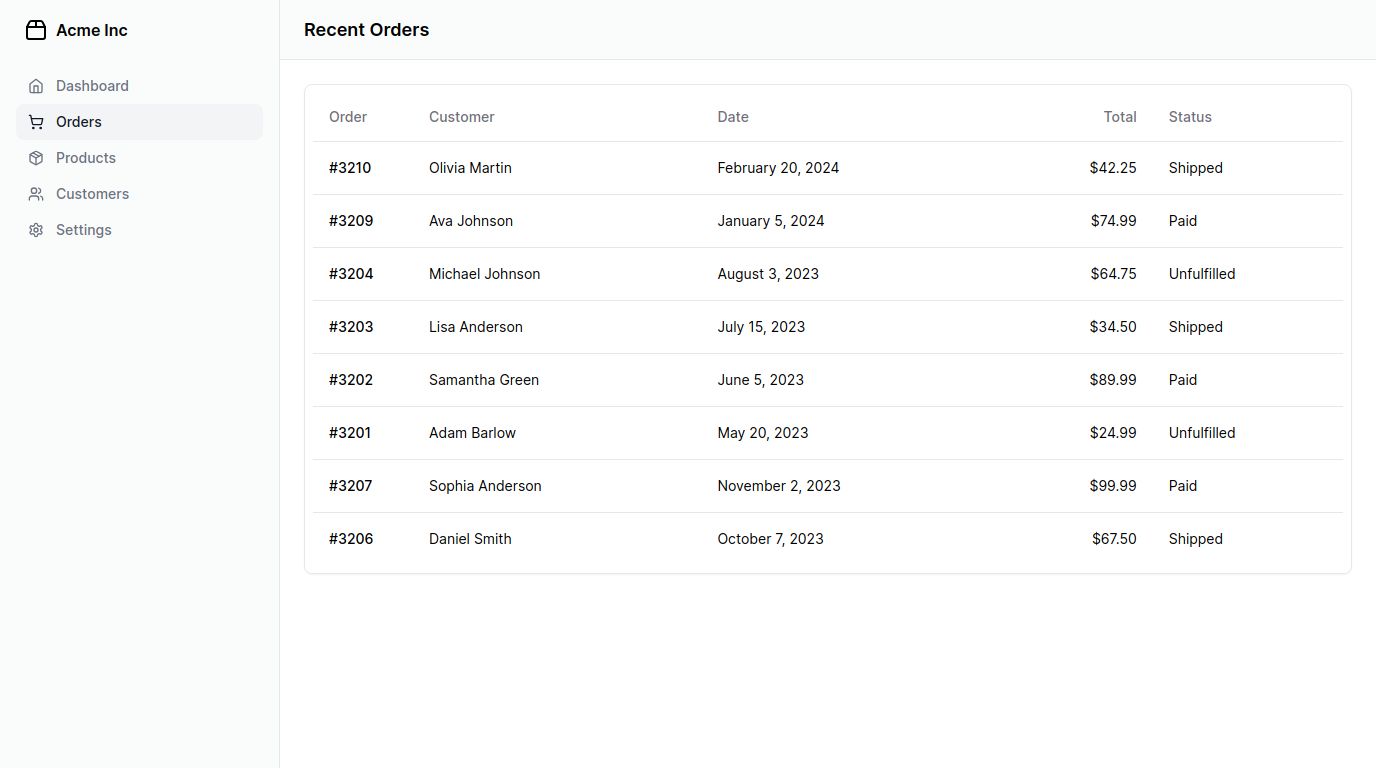 Acme Inc
Dashboard
Orders
Products
Customers
Settings
Recent Orders
Order Customer Date Total Status
#3210 Olivia Martin February 20, 2024 $42.25 Shipped
#3209 Ava Johnson January 5, 2024 $74.99 Paid
#3204 Michael Johnson August 3, 2023 $64.75 Unfulfilled
#3203 Lisa Anderson July 15, 2023 $34.50 Shipped
#3202 Samantha Green June 5, 2023 $89.99 Paid
#3201 Adam Barlow May 20, 2023 $24.99 Unfulfilled
#3207 Sophia Anderson November 2, 2023 $99.99 Paid
#3206 Daniel Smith October 7, 2023 $67.50 Shipped